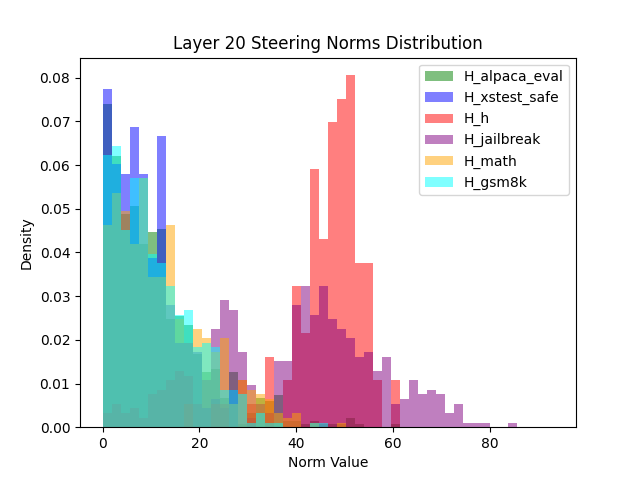 Layer 20 Steering Norms Distribution
H_alpaca_eval
H_xstest_safe
H_h
H_jailbreak
H_math
H_gsm8k
Density
0.08
0.07
0.06
0.05
0.04
0.03
0.02
0.01
0.00
0 20 40 60 80
Norm Value